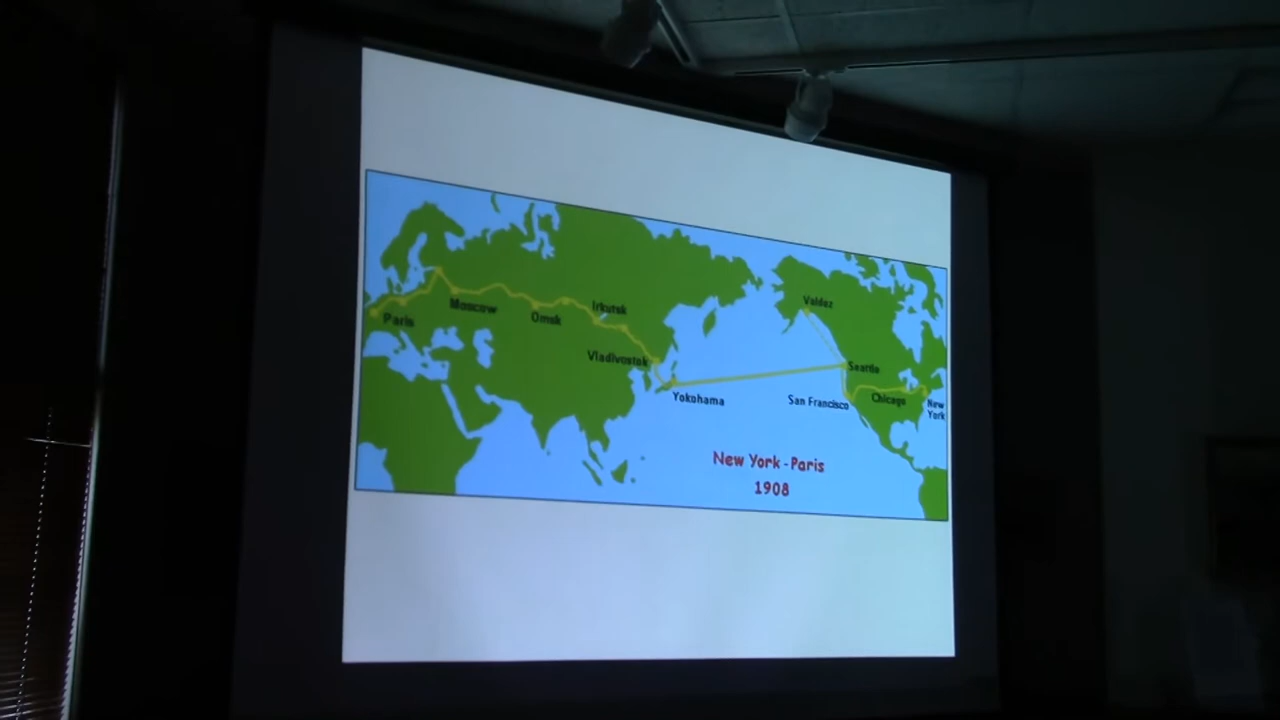 Valdez
Irkutsk
Moscow
Omsk
Paris
Vladivostok
Seattle
Yokohama
San Francisco
Chicago
New
York
New York - Paris
1908